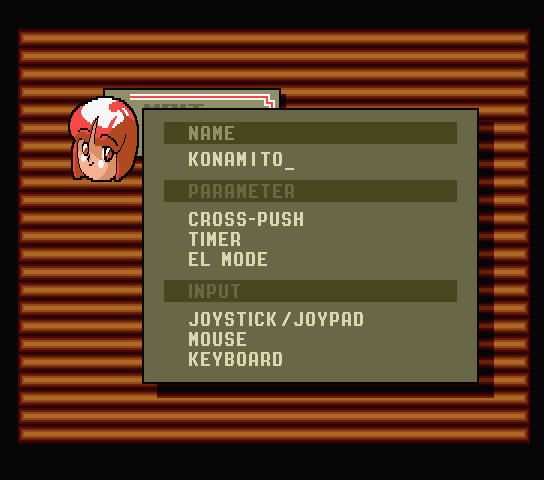 NAME
KONAMITO_
PARAMETER
CROSS-PUSH
TIMER
EL MODE
INPUT
JOYSTICK/JOYPAD
MOUSE
KEYBOARD